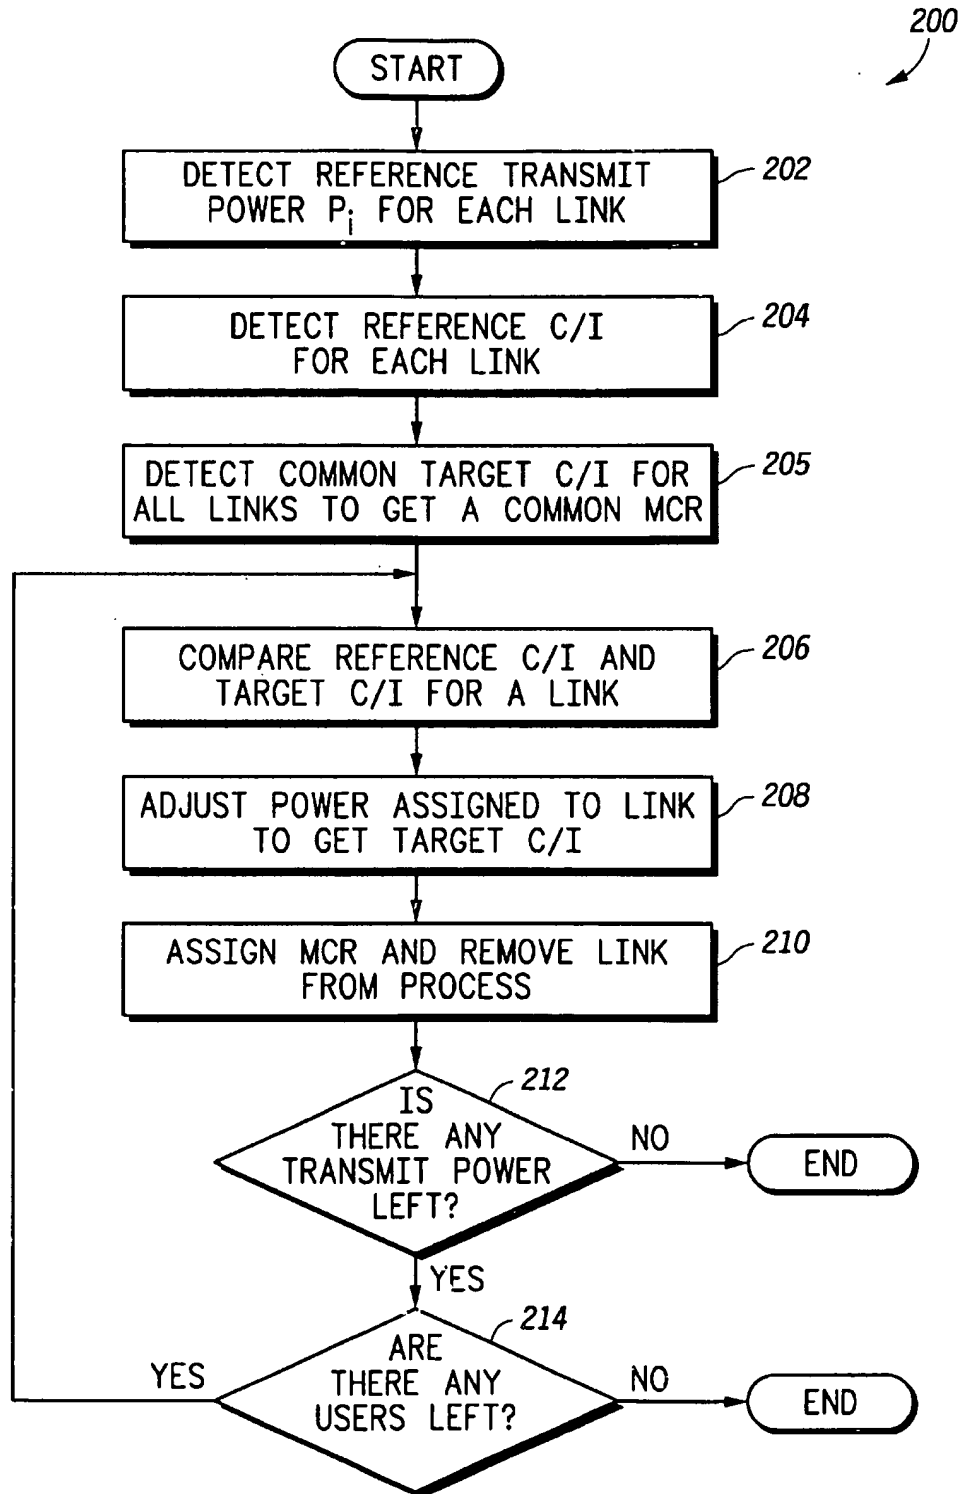 200
START
DETECT REFERENCE TRANSMIT
POWER Pi FOR EACH LINK
202
DETECT REFERENCE C/I
FOR EACH LINK
204
DETECT COMMON TARGET C/I FOR
ALL LINKS TO GET A COMMON MCR
205
COMPARE REFERENCE C/I AND
TARGET C/I FOR A LINK
206
ADJUST POWER ASSIGNED TO LINK
TO GET TARGET C/I
208
ASSIGN MCR AND REMOVE LINK
FROM PROCESS
210
212
IS
THERE ANY
TRANSMIT POWER
LEFT?
NO
END
YES
214
ARE
THERE ANY
USERS LEFT?
YES
NO
END